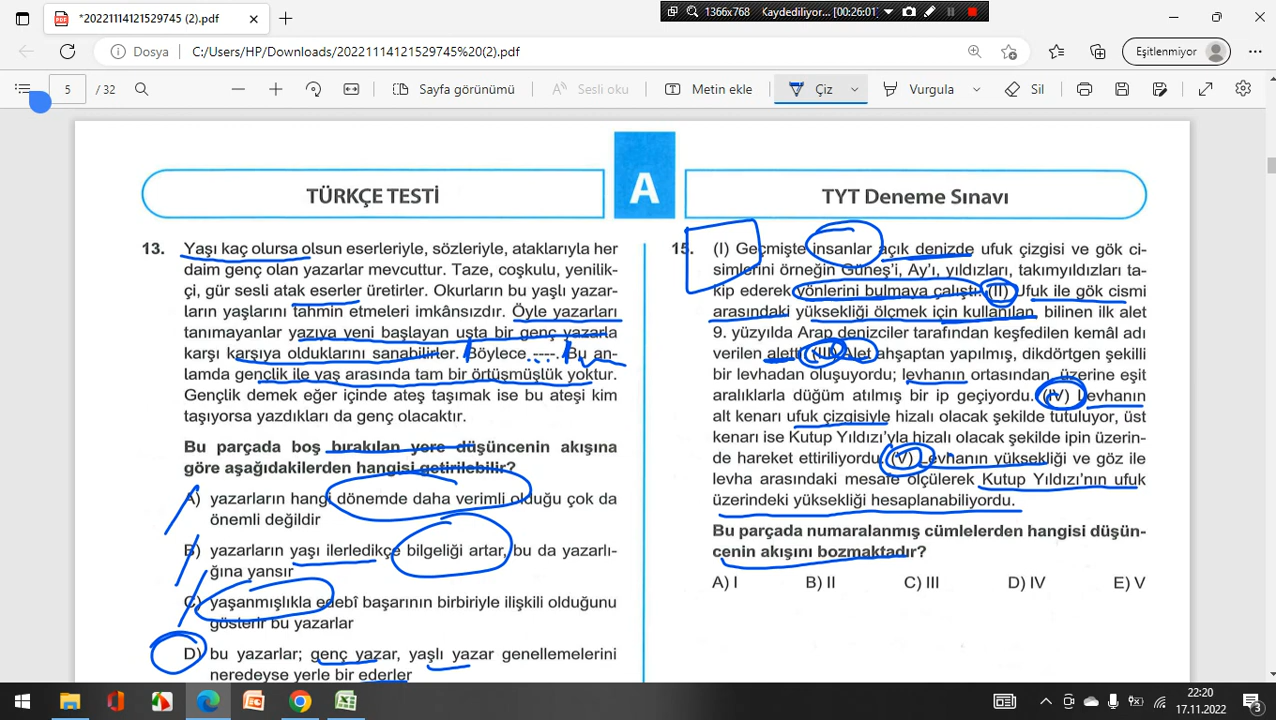 *20221114121529745 (2).pdf
1366x768 Kaydediliyor... [00:26:01]
Dosya C:/Users/HP/Downloads/20221114121529745%20(2).pdf
Eşitlenmiyor
5 / 32
Sayfa görünümü
Sesli oku
Metin ekle
Çiz
Vurgula
Sil
TÜRKÇE TESTİ
A
TYT Deneme Sınavı
13. Yaşı kaç olursa olsun eserleriyle, sözleriyle, ataklarıyla her
daim genç olan yazarlar mevcuttur. Taze, coşkulu, yenilik-
çi, gür sesli atak eserler üretirler. Okurların bu yaşlı yazar-
ların yaşlarını tahmin etmeleri imkânsızdır. Öyle yazarları
tanımayanlar yazıya yeni başlayan usta bir genç yazarla
karşı karşıya olduklarını sanabilirler. Böylece ----. Bu an-
lamda gençlik ile yaş arasında tam bir örtüşmüşlük yoktur.
Gençlik demek eğer içinde ateş taşımak ise bu ateşi kim
taşıyorsa yazdıkları da genç olacaktır.
Bu parçada boş bırakılan yere düşüncenin akışına
göre aşağıdakilerden hangisi getirilebilir?
A) yazarların hangi dönemde daha verimli olduğu çok da
önemli değildir
B) yazarların yaşı ilerledikçe bilgeliği artar, bu da yazarlı-
ğına yansır
C) yaşanmışlıkla edebî başarının birbiriyle ilişkili olduğunu
gösterir bu yazarlar
D) bu yazarlar; genç yazar, yaşlı yazar genellemelerini
neredeyse yerle bir ederler
15. (I) Geçmişte insanlar açık denizde ufuk çizgisi ve gök ci-
simlerini örneğin Güneş'i, Ay'ı, yıldızları, takımyıldızları ta-
kip ederek yönlerini bulmaya çalıştı. (II) Ufuk ile gök cismi
arasındaki yüksekliği ölçmek için kullanılan, bilinen ilk alet
9. yüzyılda Arap denizciler tarafından keşfedilen kemâl adı
verilen aletti. (III) Alet ahşaptan yapılmış, dikdörtgen şekilli
bir levhadan oluşuyordu; levhanın ortasından, üzerine eşit
aralıklarla düğüm atılmış bir ip geçiyordu. (IV) Levhanın
alt kenarı ufuk çizgisiyle hizalı olacak şekilde tutuluyor, üst
kenarı ise Kutup Yıldızı'yla hizalı olacak şekilde ipin üzerin-
de hareket ettiriliyordu. (V) Levhanın yüksekliği ve göz ile
levha arasındaki mesafe ölçülerek Kutup Yıldızı'nın ufuk
üzerindeki yüksekliği hesaplanabiliyordu.
Bu parçada numaralanmış cümlelerden hangisi düşün-
cenin akışını bozmaktadır?
A) I B) II C) III D) IV E) V
22:20
17.11.2022
3